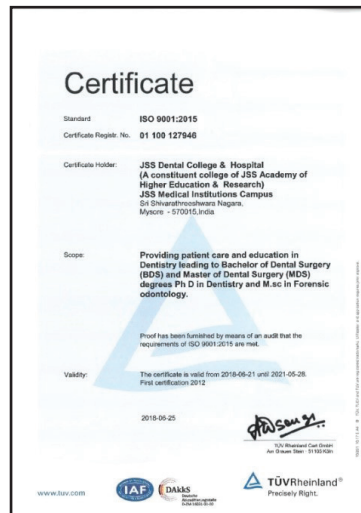 Certificate
Standard ISO 9001:2015
Certificate Registr. No. 01 100 127946
Certificate Holder: JSS Dental College & Hospital
(A constituent college of JSS Academy of
Higher Education & Research)
JSS Medical Institutions Campus
Sri Shivarathreeshwara Nagara,
Mysore - 570015,India
Scope: Providing patient care and education in
Dentistry leading to Bachelor of Dental Surgery
(BDS) and Master of Dental Surgery (MDS)
degrees Ph D in Dentistry and M.sc in Forensic
odontology.
Proof has been furnished by means of an audit that the
requirements of ISO 9001:2015 are met.
Validity: The certificate is valid from 2018-06-21 until 2021-05-28.
First certification 2012
2018-06-25
TÜV Rheinland Cert GmbH
Am Grauen Stein · 51105 Köln
www.tuv.com
IAF
DAkkS
Deutsche
Akkreditierungsstelle
TÜVRheinland®
Precisely Right.